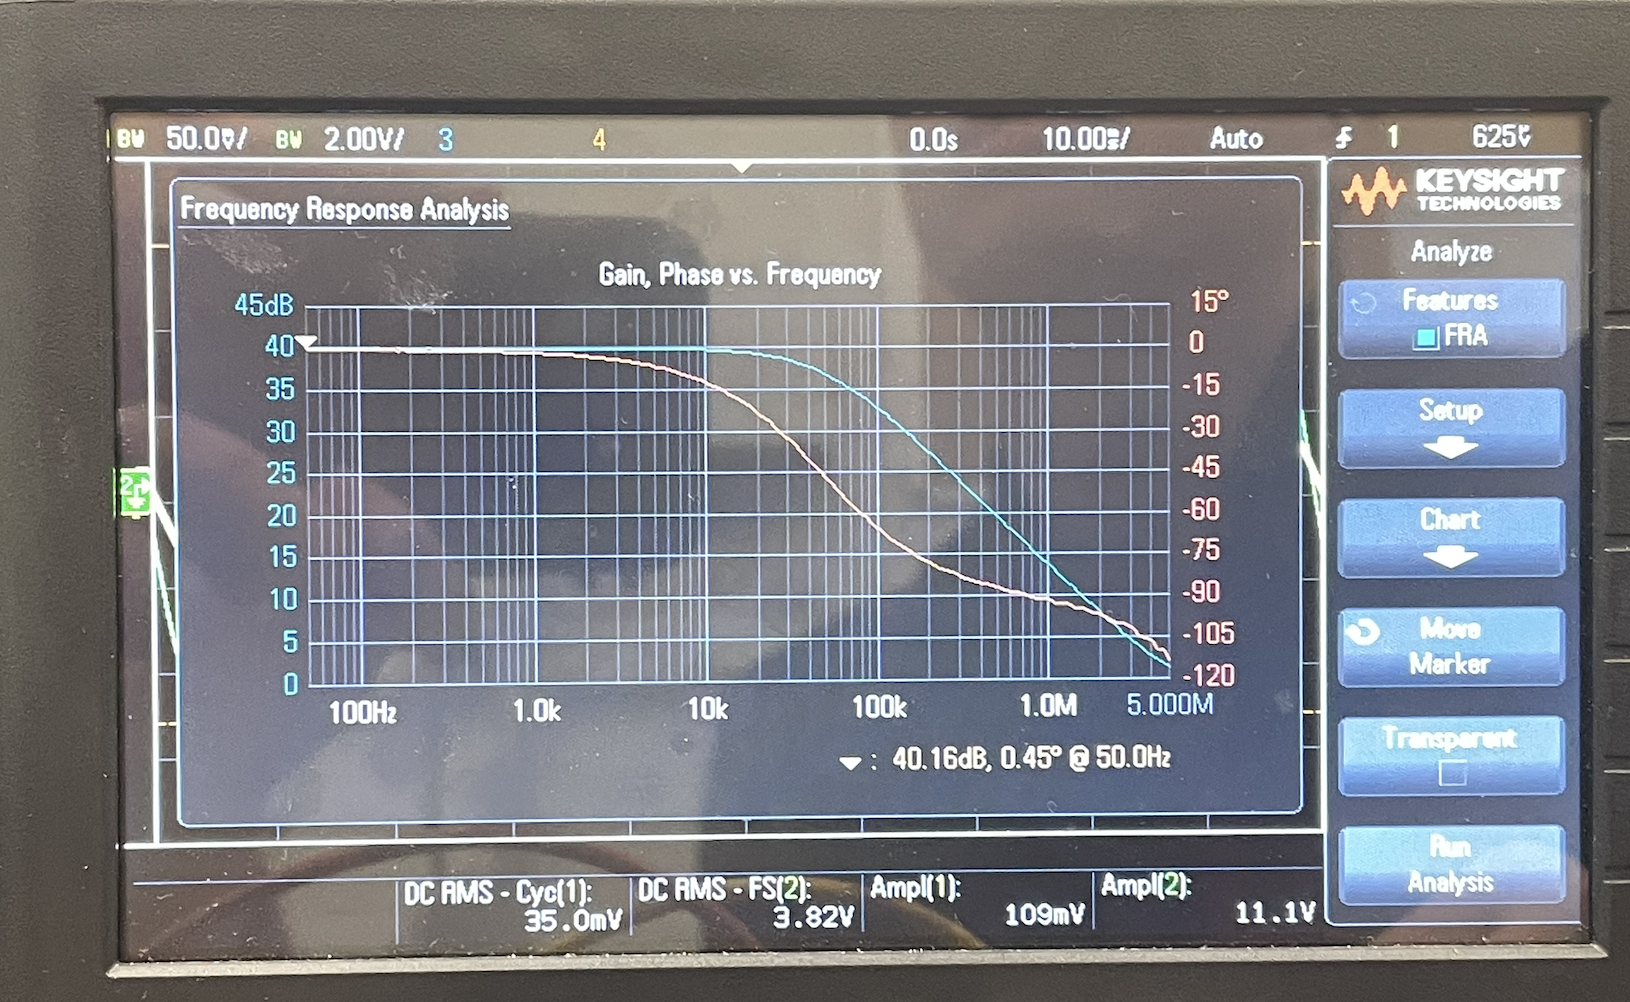 BW 50.0mV/ BW 2.00V/ 3 4 0.0s 10.00ms/ Auto 1
KEYSIGHT
TECHNOLOGIES
Analyze
Features
FRA
Setup
Chart
Move
Marker
Transparent
Run
Analysis
Frequency Response Analysis
Gain, Phase vs. Frequency
45dB 15°
40 0
35 -15
30 -30
25 -45
20 -60
15 -75
10 -90
5 -105
0 -120
100Hz 1.0k 10k 100k 1.0M 5.000M
: 40.16dB, 0.45° @ 50.0Hz
2
DC RMS - Cyc(1): DC RMS - FS(2): Ampl(1): Ampl(2):
35.0mV 3.82V 109mV 11.1V